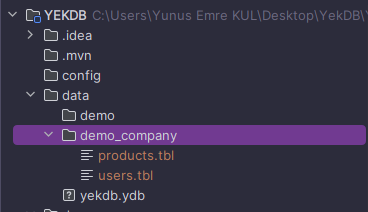 YEKDB C:\Users\Yunus Emre KUL\Desktop\YekDB\Y
.idea
.mvn
config
data
demo
demo_company
products.tbl
users.tbl
yekdb.ydb